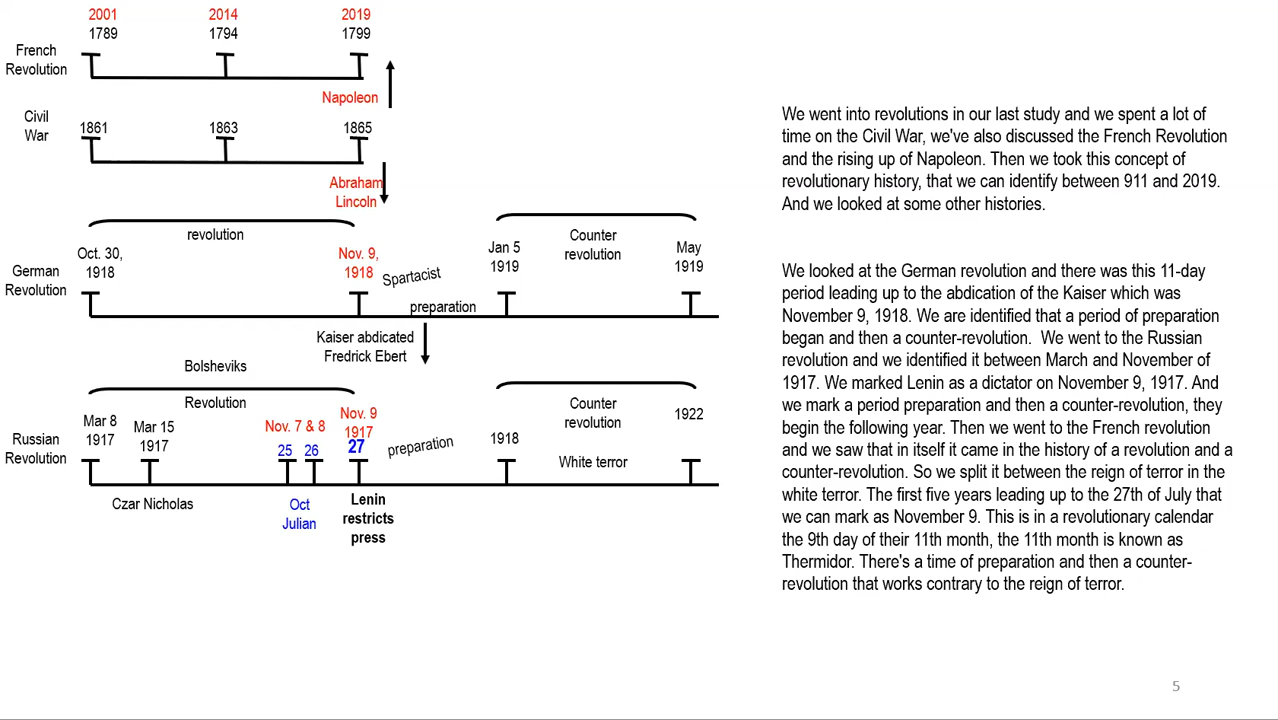 2001 2014 2019
1789 1794 1799
French
Revolution
Napoleon
Civil
War
1861 1863 1865
Abraham
Lincoln
revolution
Counter
revolution
Oct. 30,
1918
Nov. 9,
1918
Spartacist
preparation
Jan 5
1919
May
1919
German
Revolution
Kaiser abdicated
Fredrick Ebert
Bolsheviks
Revolution
Counter
revolution
Mar 8
1917
Mar 15
1917
Nov. 7 & 8
25 26
Nov. 9
1917
27
preparation
1918
1922
White terror
Russian
Revolution
Czar Nicholas
Oct
Julian
Lenin
restricts
press
We went into revolutions in our last study and we spent a lot of
time on the Civil War, we've also discussed the French Revolution
and the rising up of Napoleon. Then we took this concept of
revolutionary history, that we can identify between 911 and 2019.
And we looked at some other histories.
We looked at the German revolution and there was this 11-day
period leading up to the abdication of the Kaiser which was
November 9, 1918. We are identified that a period of preparation
began and then a counter-revolution. We went to the Russian
revolution and we identified it between March and November of
1917. We marked Lenin as a dictator on November 9, 1917. And
we mark a period preparation and then a counter-revolution, they
begin the following year. Then we went to the French revolution
and we saw that in itself it came in the history of a revolution and a
counter-revolution. So we split it between the reign of terror in the
white terror. The first five years leading up to the 27th of July that
we can mark as November 9. This is in a revolutionary calendar
the 9th day of their 11th month, the 11th month is known as
Thermidor. There's a time of preparation and then a counter-
revolution that works contrary to the reign of terror.
5